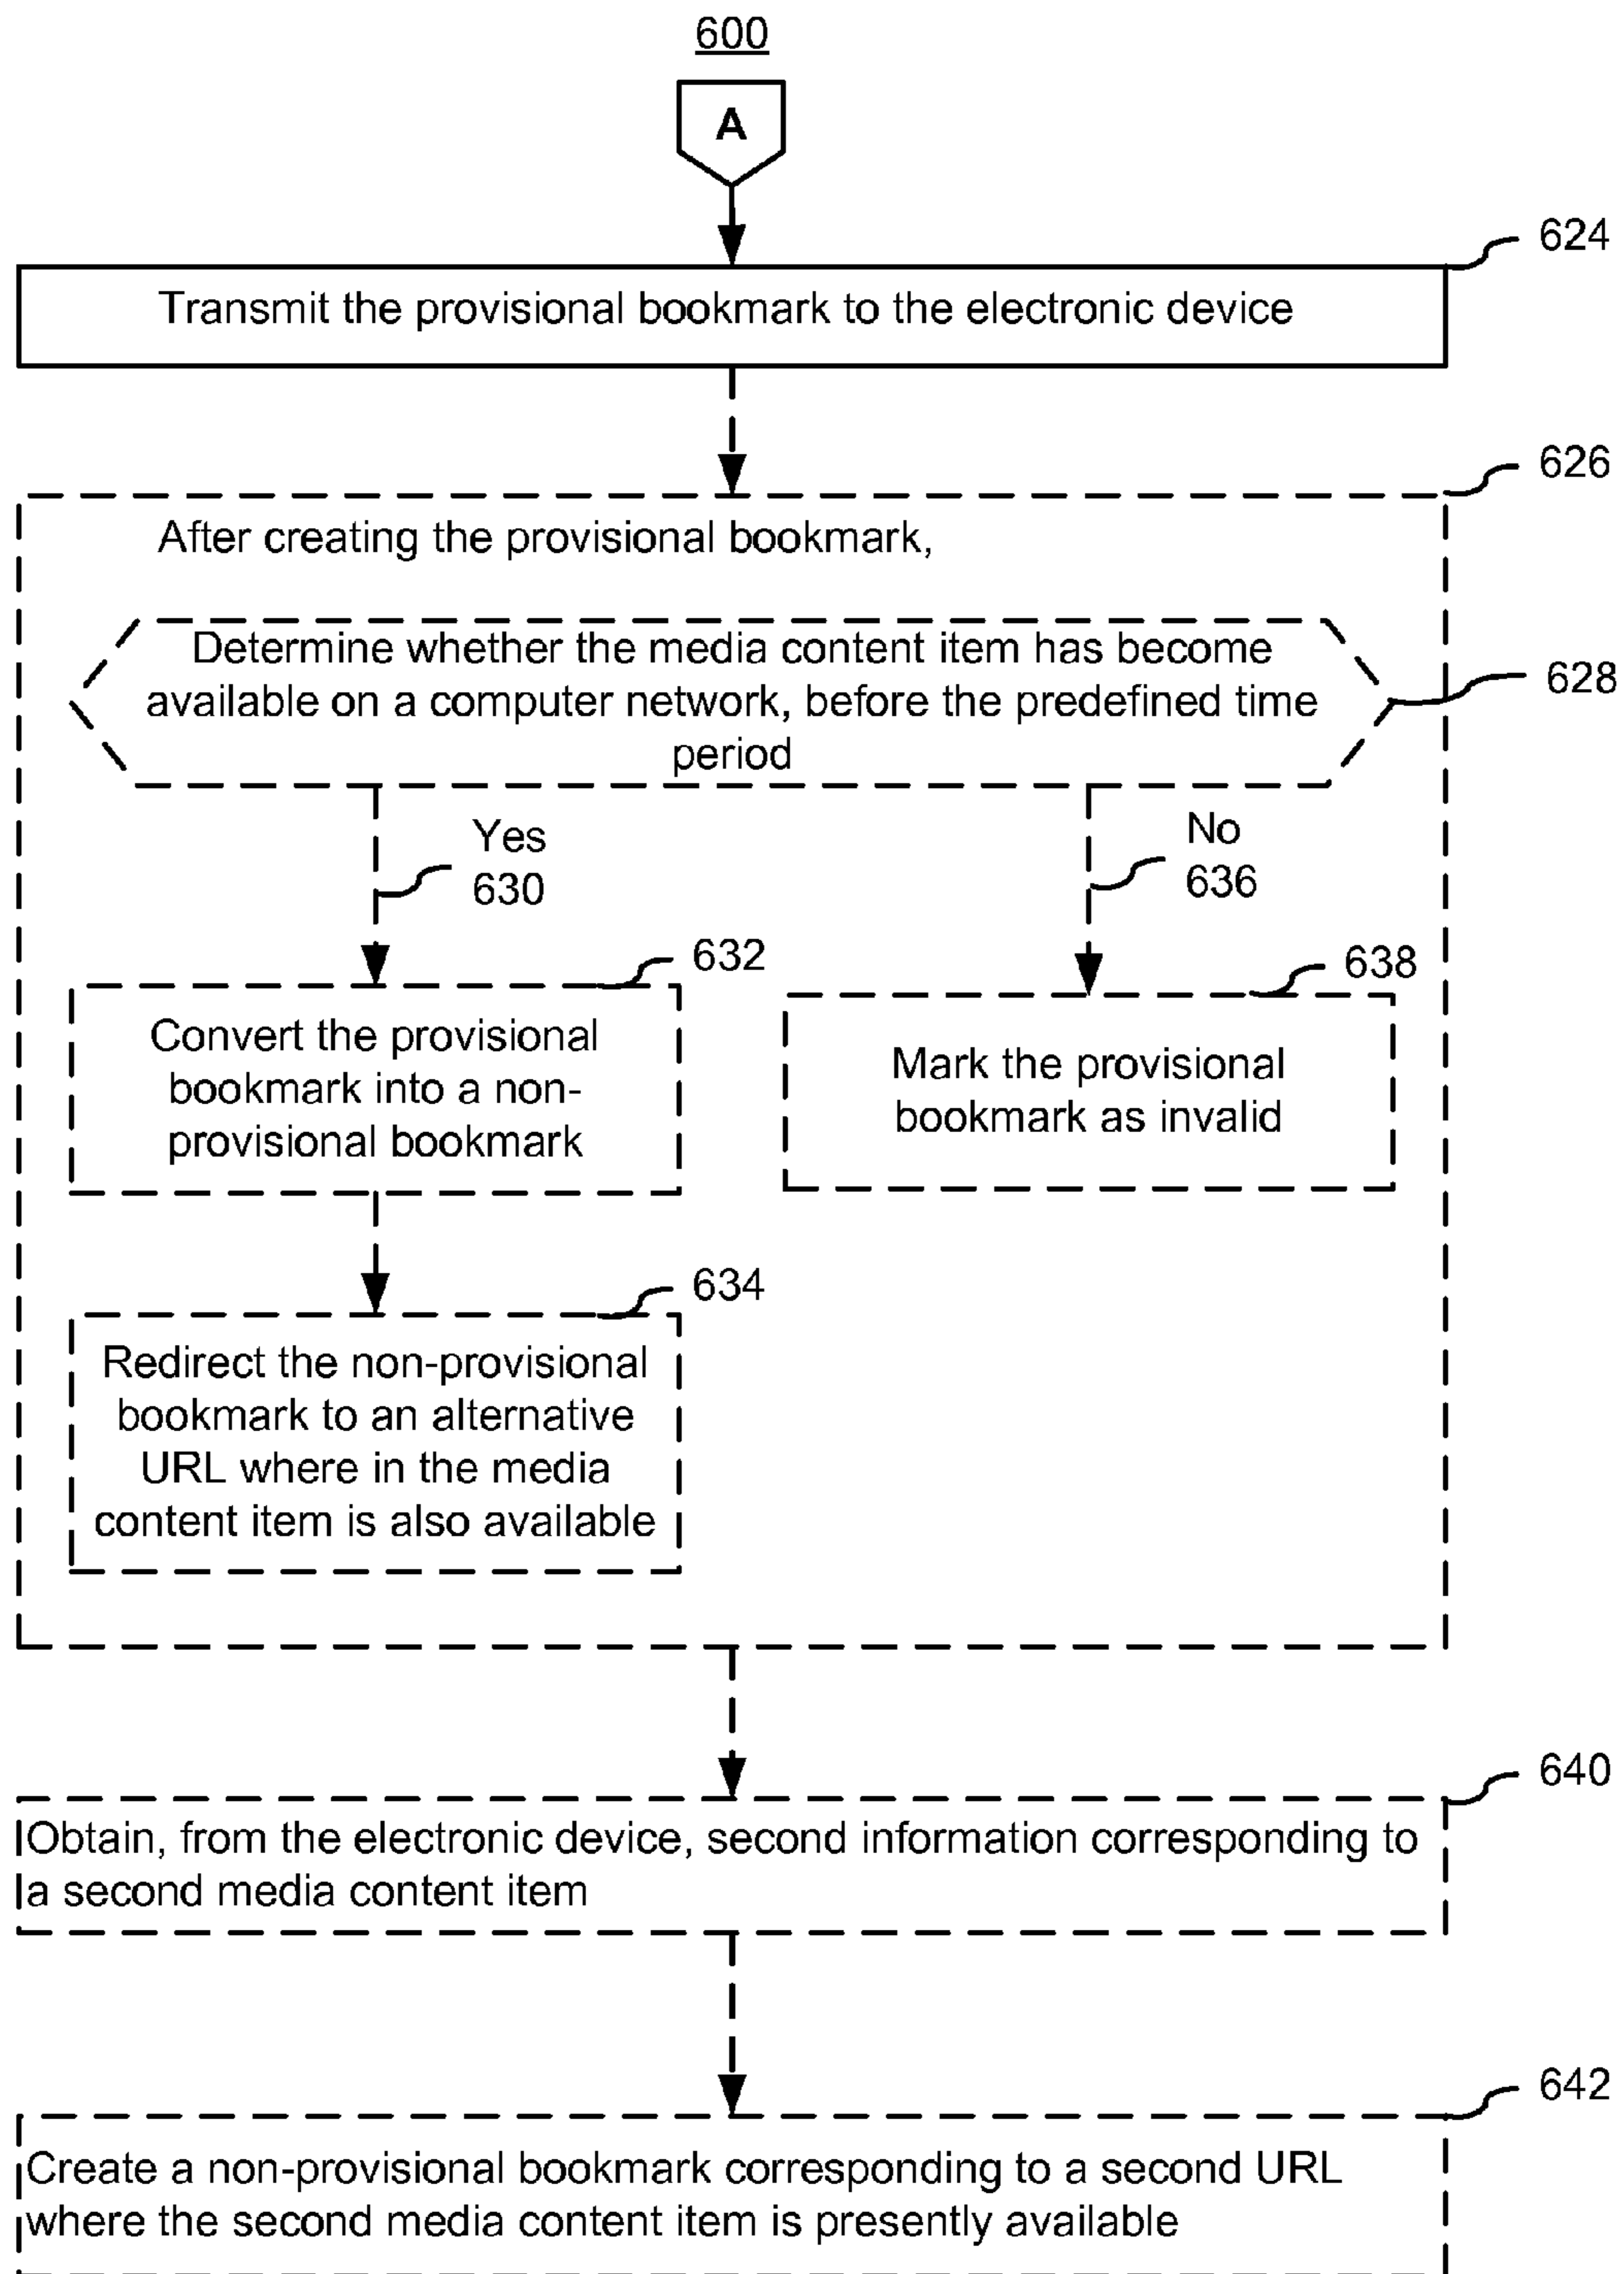 600
A
624
Transmit the provisional bookmark to the electronic device
626
After creating the provisional bookmark,
Determine whether the media content item has become
available on a computer network, before the predefined time
period
628
Yes
630
No
636
632
Convert the provisional
bookmark into a non-
provisional bookmark
638
Mark the provisional
bookmark as invalid
634
Redirect the non-provisional
bookmark to an alternative
URL where in the media
content item is also available
640
Obtain, from the electronic device, second information corresponding to
a second media content item
642
Create a non-provisional bookmark corresponding to a second URL
where the second media content item is presently available